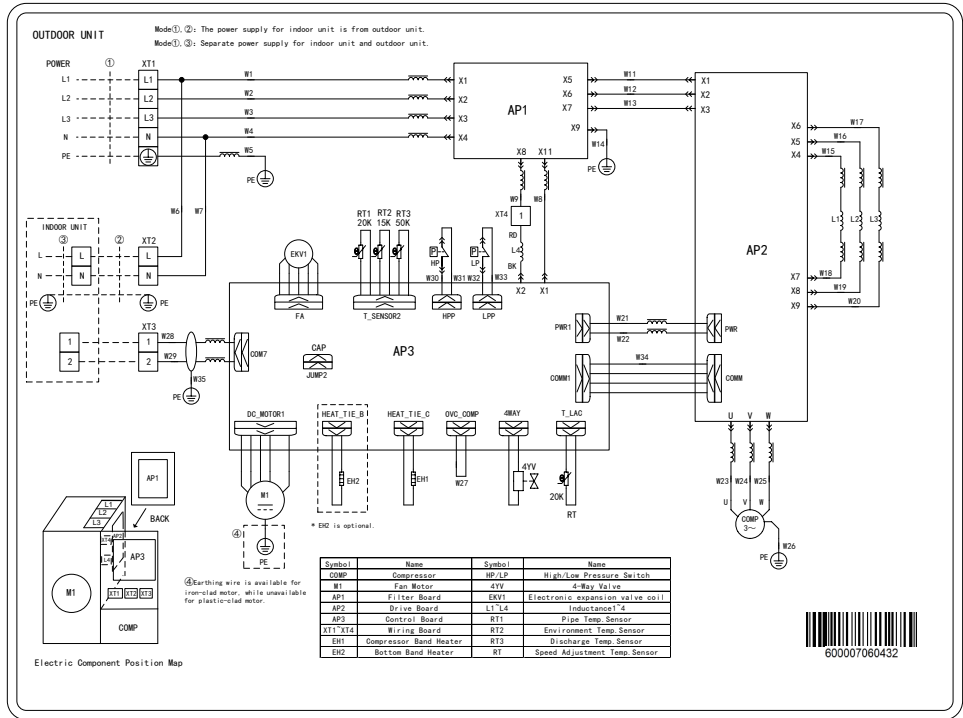 OUTDOOR UNIT
Mode①,②: The power supply for indoor unit is from outdoor unit.
Mode①,③: Separate power supply for indoor unit and outdoor unit.
POWER ① XT1
L1 L1 W1 X1
L2 L2 W2 X2
L3 L3 W3 X3
N N W4 X4
PE W5
PE
AP1
X5 W11 X1
X6 W12 X2
X7 W13 X3
X9
W14
PE
X8 X11
W9 W8
XT4 1
RD
L4
BK
X2 X1
AP2
X6 W17
X5 W16
X4 W15
L1 L2 L3
X7 W18
X8 W19
X9 W20
W6 W7
INDOOR UNIT
③ ② XT2
L L L
N N N
PE PE
XT3
1 1 W28
2 2 W29
COM7
W35
PE
EKV1
FA
RT1 RT2 RT3
20K 15K 50K
T_SENSOR2
P
HP
W30 W31
HPP
P
LP
W32 W33
LPP
CAP
JUMP2
AP3
PWR1 W21 PWR
W22
COMM1 W34 COMM
DC_MOTOR1 HEAT_TIE_B HEAT_TIE_C OVC_COMP 4MAY T_LAC
EH2 EH1 W27 4YV
20K
RT
M1
④
PE
* EH2 is optional.
U V W
W23 W24 W25
U V W
COMP
3~
W26
PE
④Earthing wire is available for
iron-clad motor, while unavailable
for plastic-clad motor.
AP1
BACK
L1
L2
L3
XT4 AP2
L4
AP3
M1
XT1 XT2 XT3
COMP
Electric Component Position Map
Symbol Name Symbol Name
COMP Compressor HP/LP High/Low Pressure Switch
M1 Fan Motor 4YV 4-Way Valve
AP1 Filter Board EKV1 Electronic expansion valve coil
AP2 Drive Board L1~L4 Inductance1~4
AP3 Control Board RT1 Pipe Temp.Sensor
XT1~XT4 Wiring Board RT2 Environment Temp.Sensor
EH1 Compressor Band Heater RT3 Discharge Temp.Sensor
EH2 Bottom Band Heater RT Speed Adjustment Temp.Sensor
600007060432